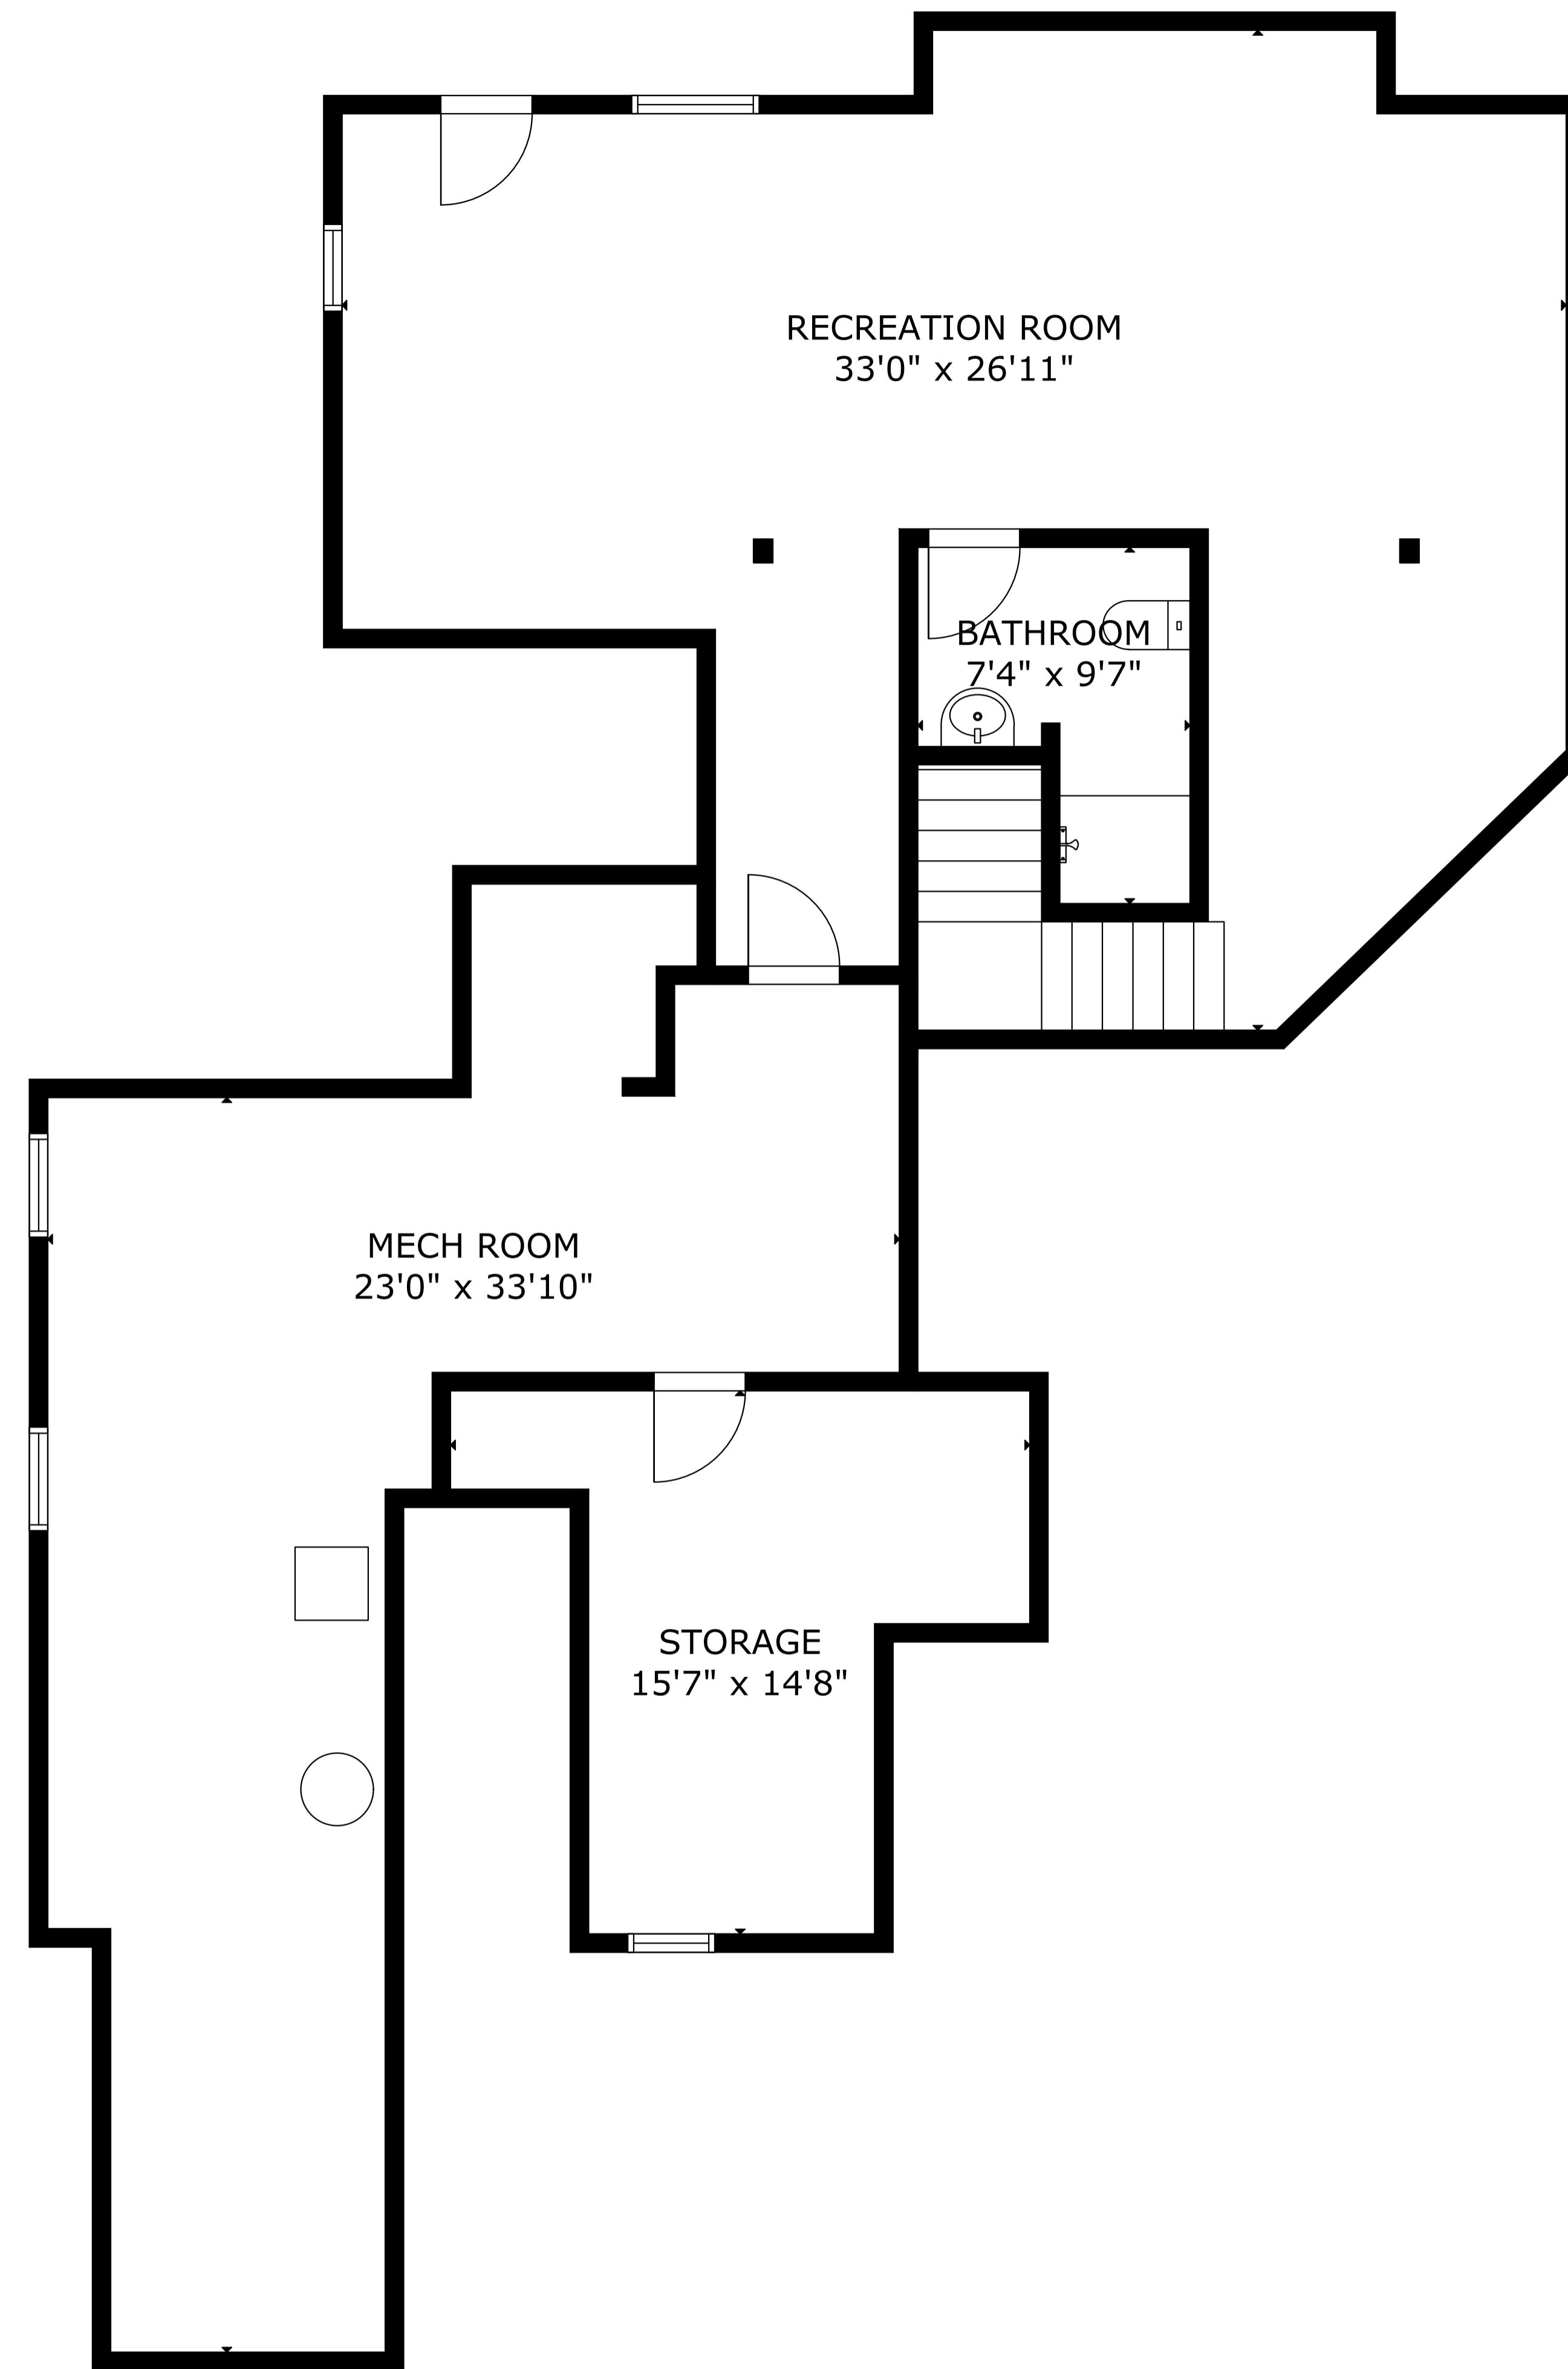 RECREATION ROOM
33'0" x 26'11"
BATHROOM
7'4" x 9'7"
MECH ROOM
23'0" x 33'10"
STORAGE
15'7" x 14'8"